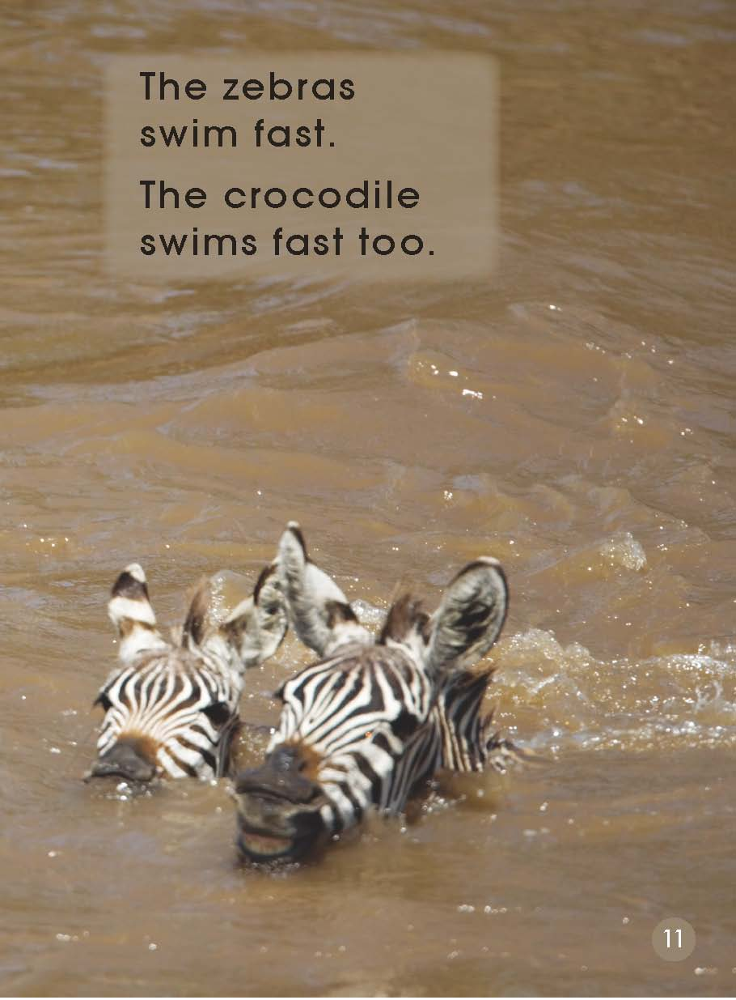 The zebras
swim fast.
The crocodile
swims fast too.
11